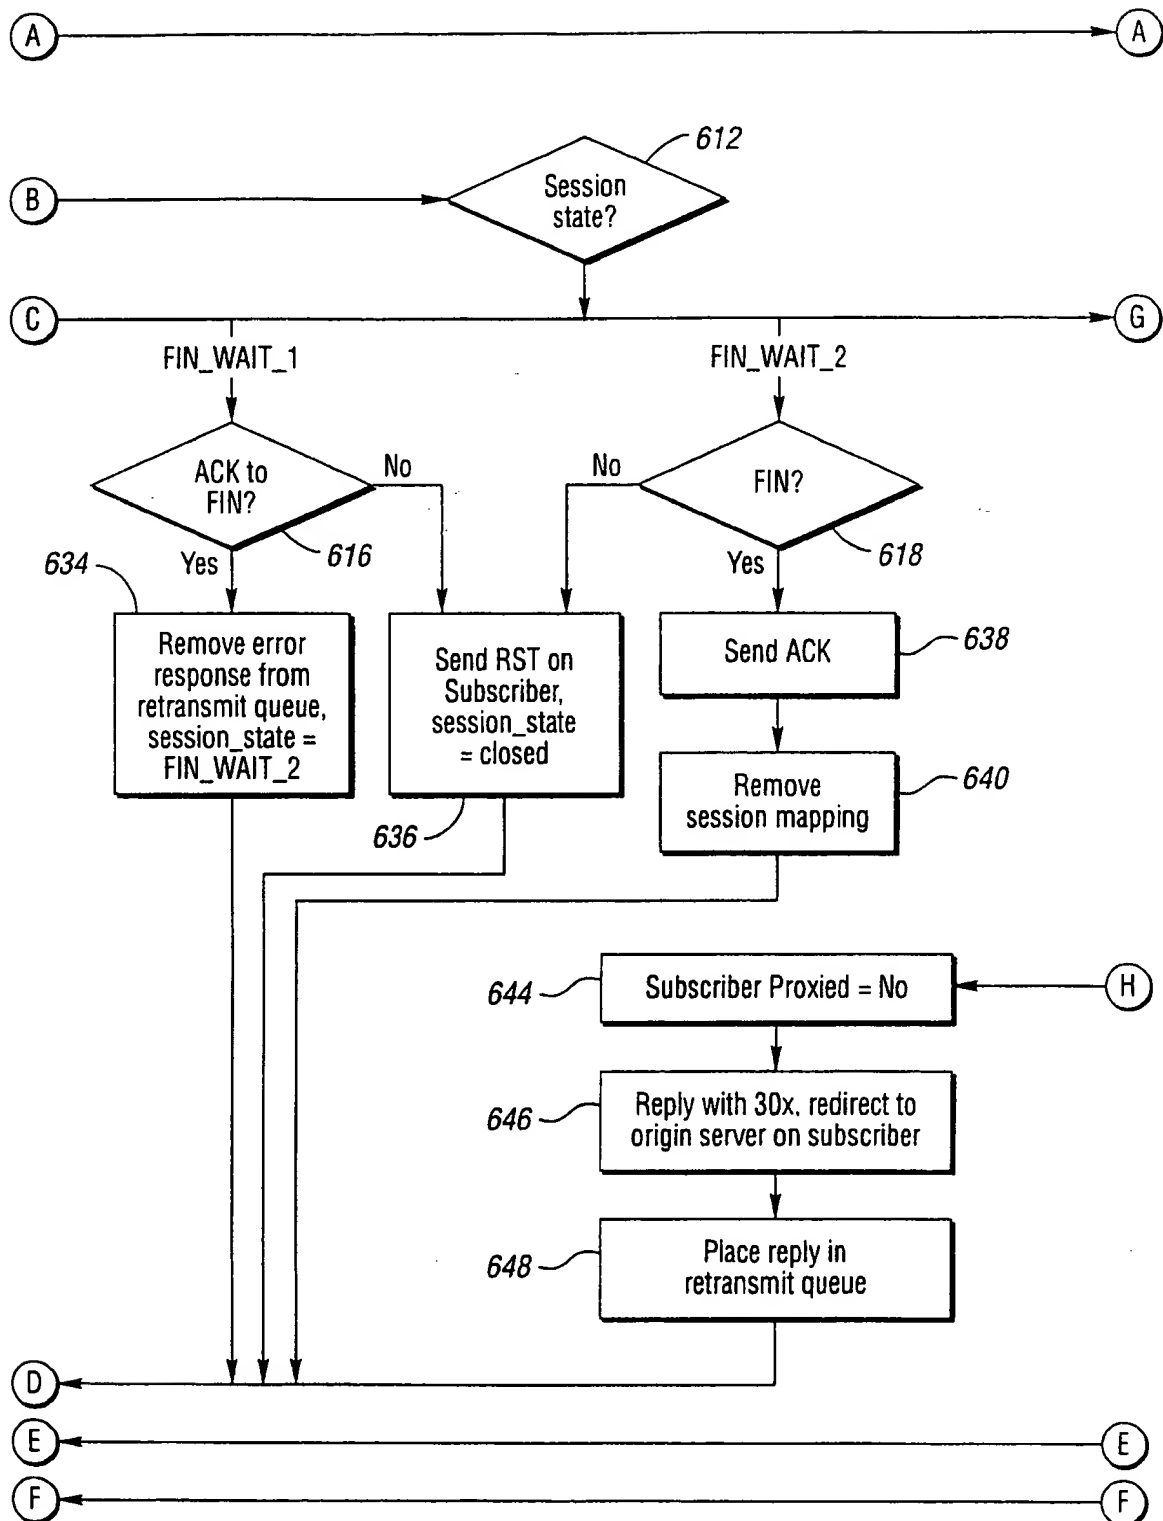 A
A
612
B
Session
state?
C
G
FIN_WAIT_1
FIN_WAIT_2
ACK to
FIN?
No
No
FIN?
616
618
Yes
Yes
634
Remove error
response from
retransmit queue,
session_state =
FIN_WAIT_2
Send RST on
Subscriber,
session_state
= closed
636
Send ACK
638
Remove
session mapping
640
644
Subscriber Proxied = No
H
646
Reply with 30x, redirect to
origin server on subscriber
648
Place reply in
retransmit queue
D
E
E
F
F